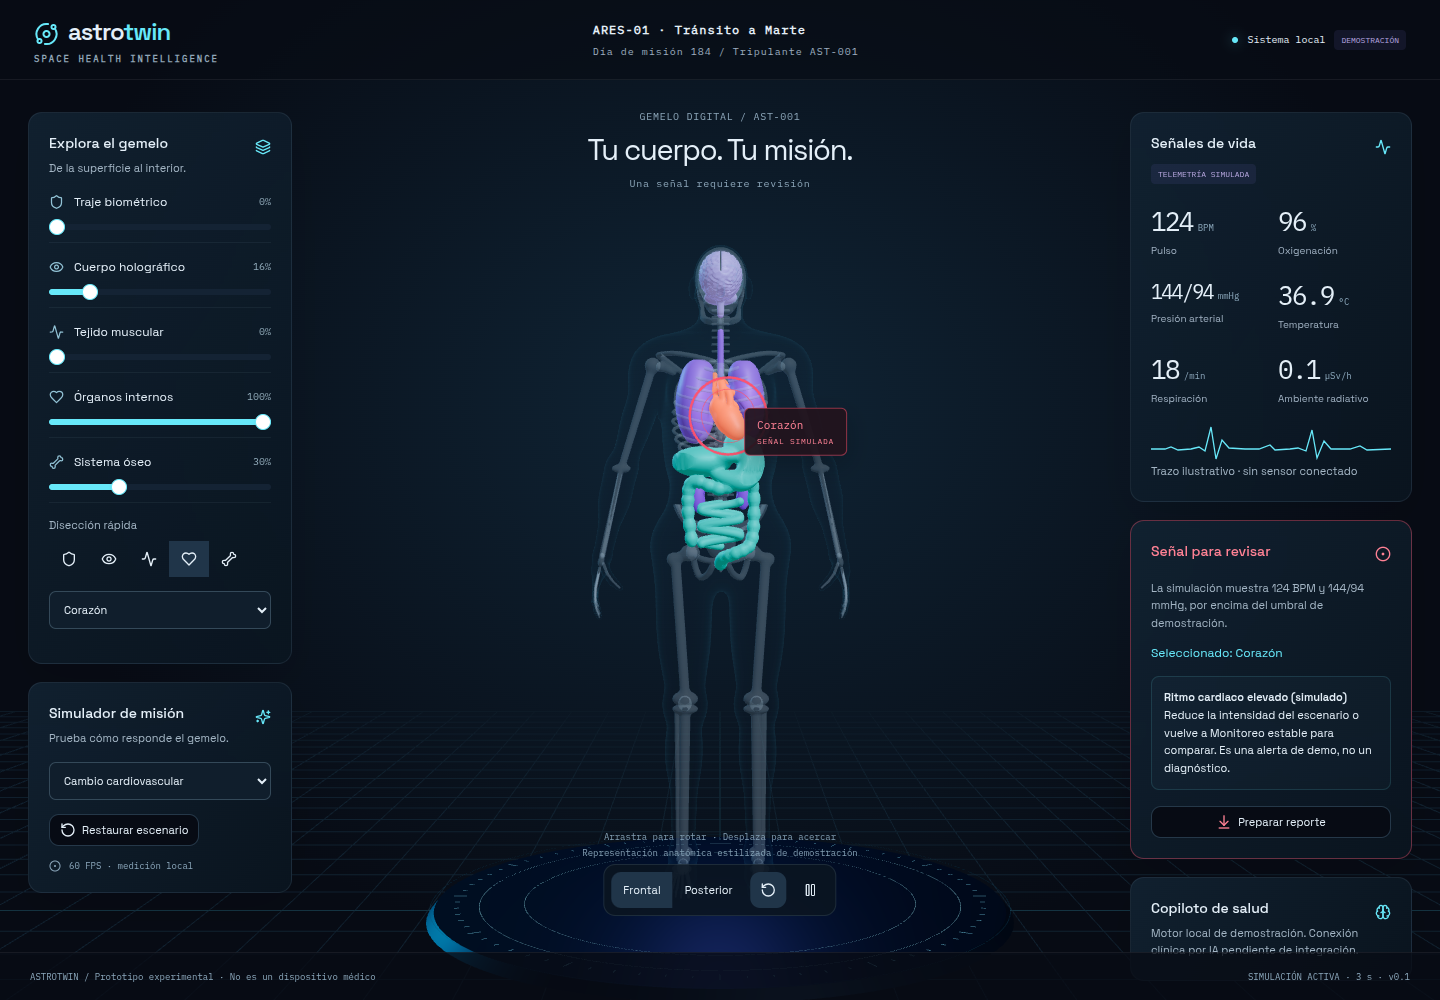 astrotwin
SPACE HEALTH INTELLIGENCE
ARES-01 · Tránsito a Marte
Día de misión 184 / Tripulante AST-001
Sistema local
DEMOSTRACIÓN
Explora el gemelo
De la superficie al interior.
Traje biométrico 0%
Cuerpo holográfico 16%
Tejido muscular 0%
Órganos internos 100%
Sistema óseo 30%
Disección rápida
Corazón
Simulador de misión
Prueba cómo responde el gemelo.
Cambio cardiovascular
Restaurar escenario
60 FPS · medición local
GEMELO DIGITAL / AST-001
Tu cuerpo. Tu misión.
Una señal requiere revisión
Corazón
SEÑAL SIMULADA
Arrastra para rotar · Desplaza para acercar
Representación anatómica estilizada de demostración
Frontal Posterior
Señales de vida
TELEMETRÍA SIMULADA
124 BPM 96 %
Pulso Oxigenación
144/94 mmHg 36.9 °C
Presión arterial Temperatura
18 /min 0.1 µSv/h
Respiración Ambiente radiativo
Trazo ilustrativo · sin sensor conectado
Señal para revisar
La simulación muestra 124 BPM y 144/94
mmHg, por encima del umbral de
demostración.
Seleccionado: Corazón
Ritmo cardiaco elevado (simulado)
Reduce la intensidad del escenario o
vuelve a Monitoreo estable para
comparar. Es una alerta de demo, no un
diagnóstico.
Preparar reporte
Copiloto de salud
Motor local de demostración. Conexión
clínica por IA pendiente de integración.
ASTROTWIN / Prototipo experimental · No es un dispositivo médico
SIMULACIÓN ACTIVA · 3 s · v0.1